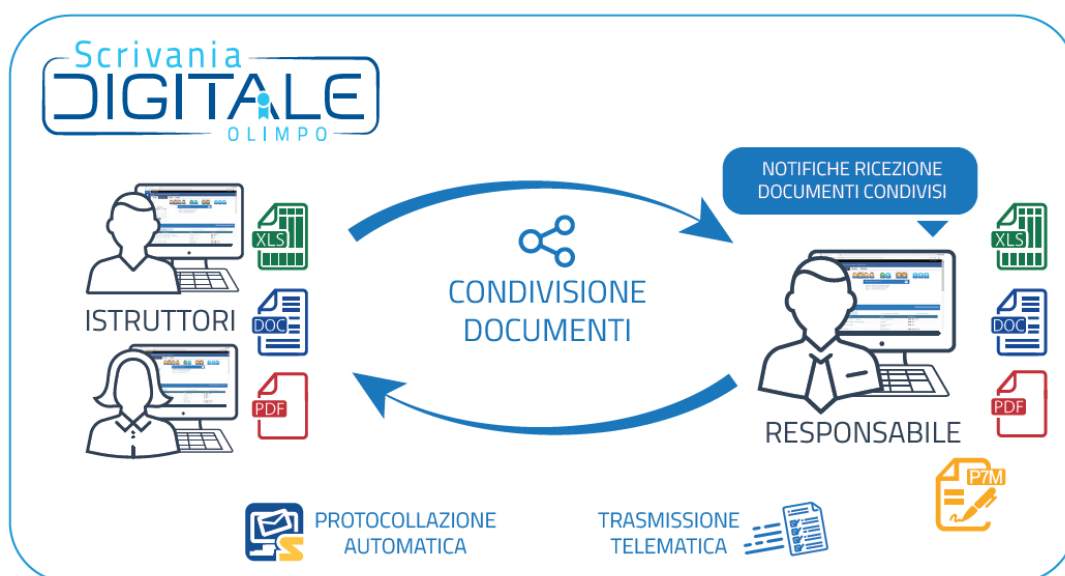 Scrivania
DIGITALE
OLIMPO
NOTIFICHE RICEZIONE
DOCUMENTI CONDIVISI
XLS
DOC
PDF
ISTRUTTORI
CONDIVISIONE
DOCUMENTI
XLS
DOC
PDF
RESPONSABILE
P7M
PROTOCOLLAZIONE
AUTOMATICA
TRASMISSIONE
TELEMATICA